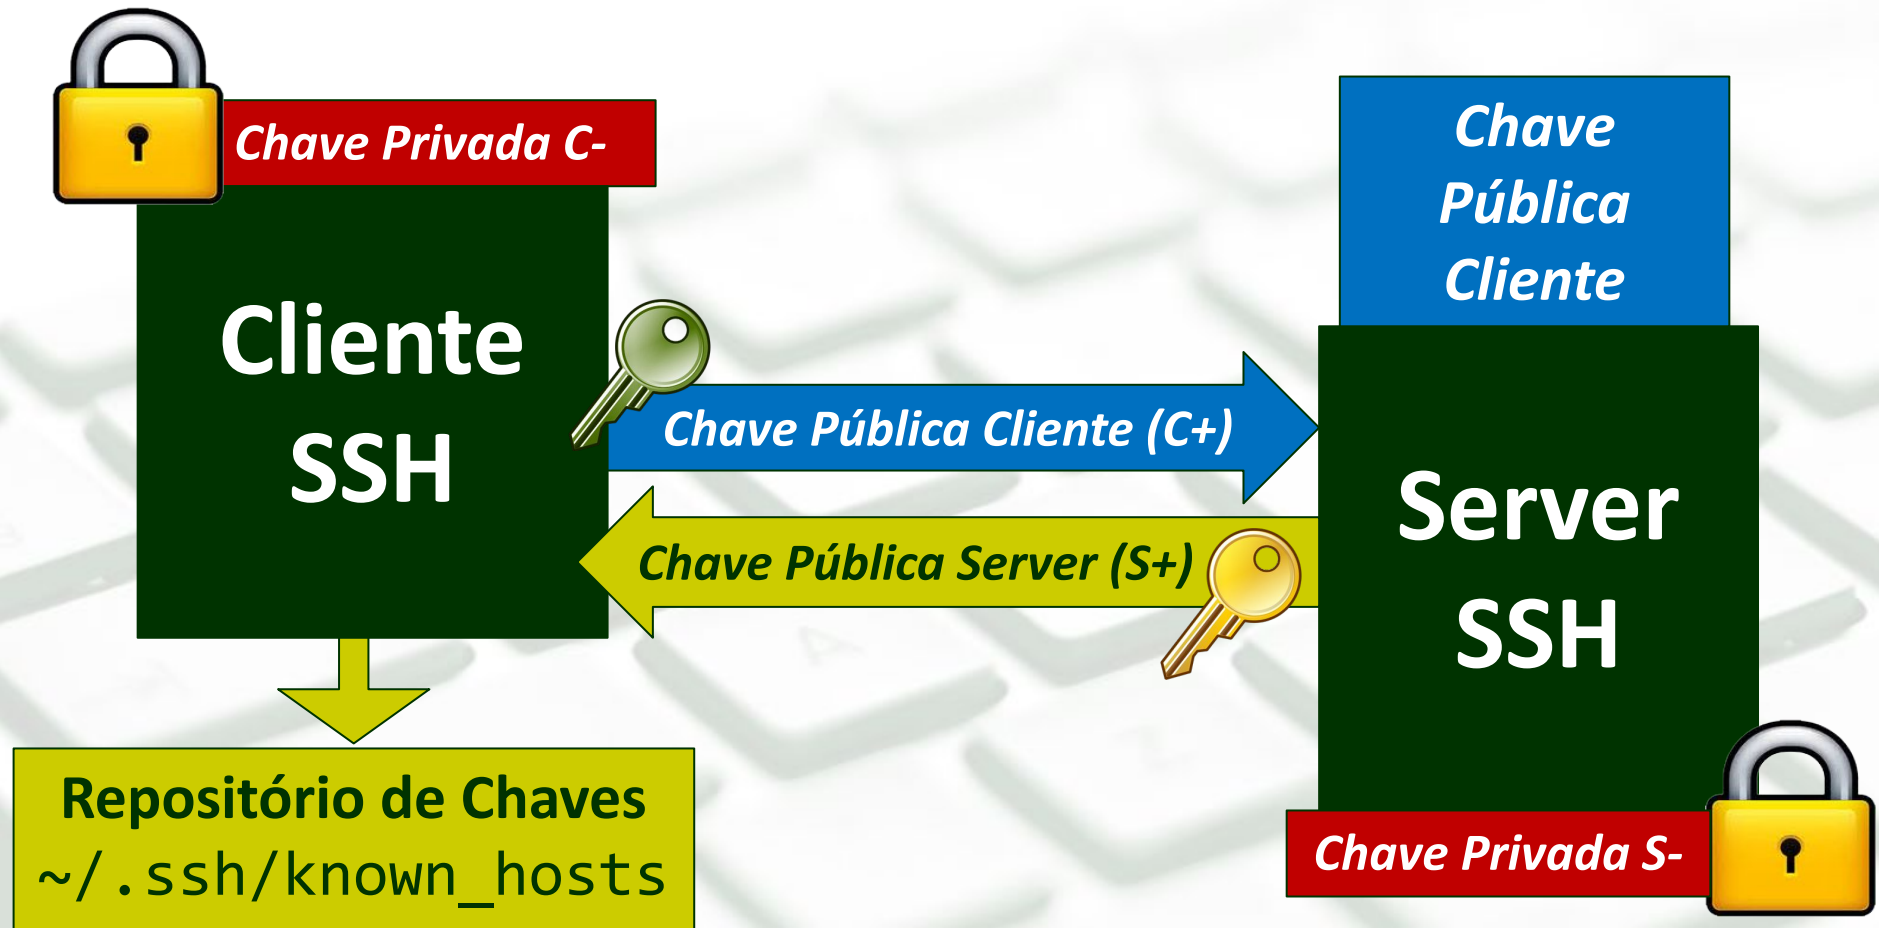 Chave Privada C-
Cliente
SSH
Chave
Pública
Cliente
Chave Pública Cliente (C+)
Chave Pública Server (S+)
Server
SSH
Repositório de Chaves
~/.ssh/known_hosts
Chave Privada S-